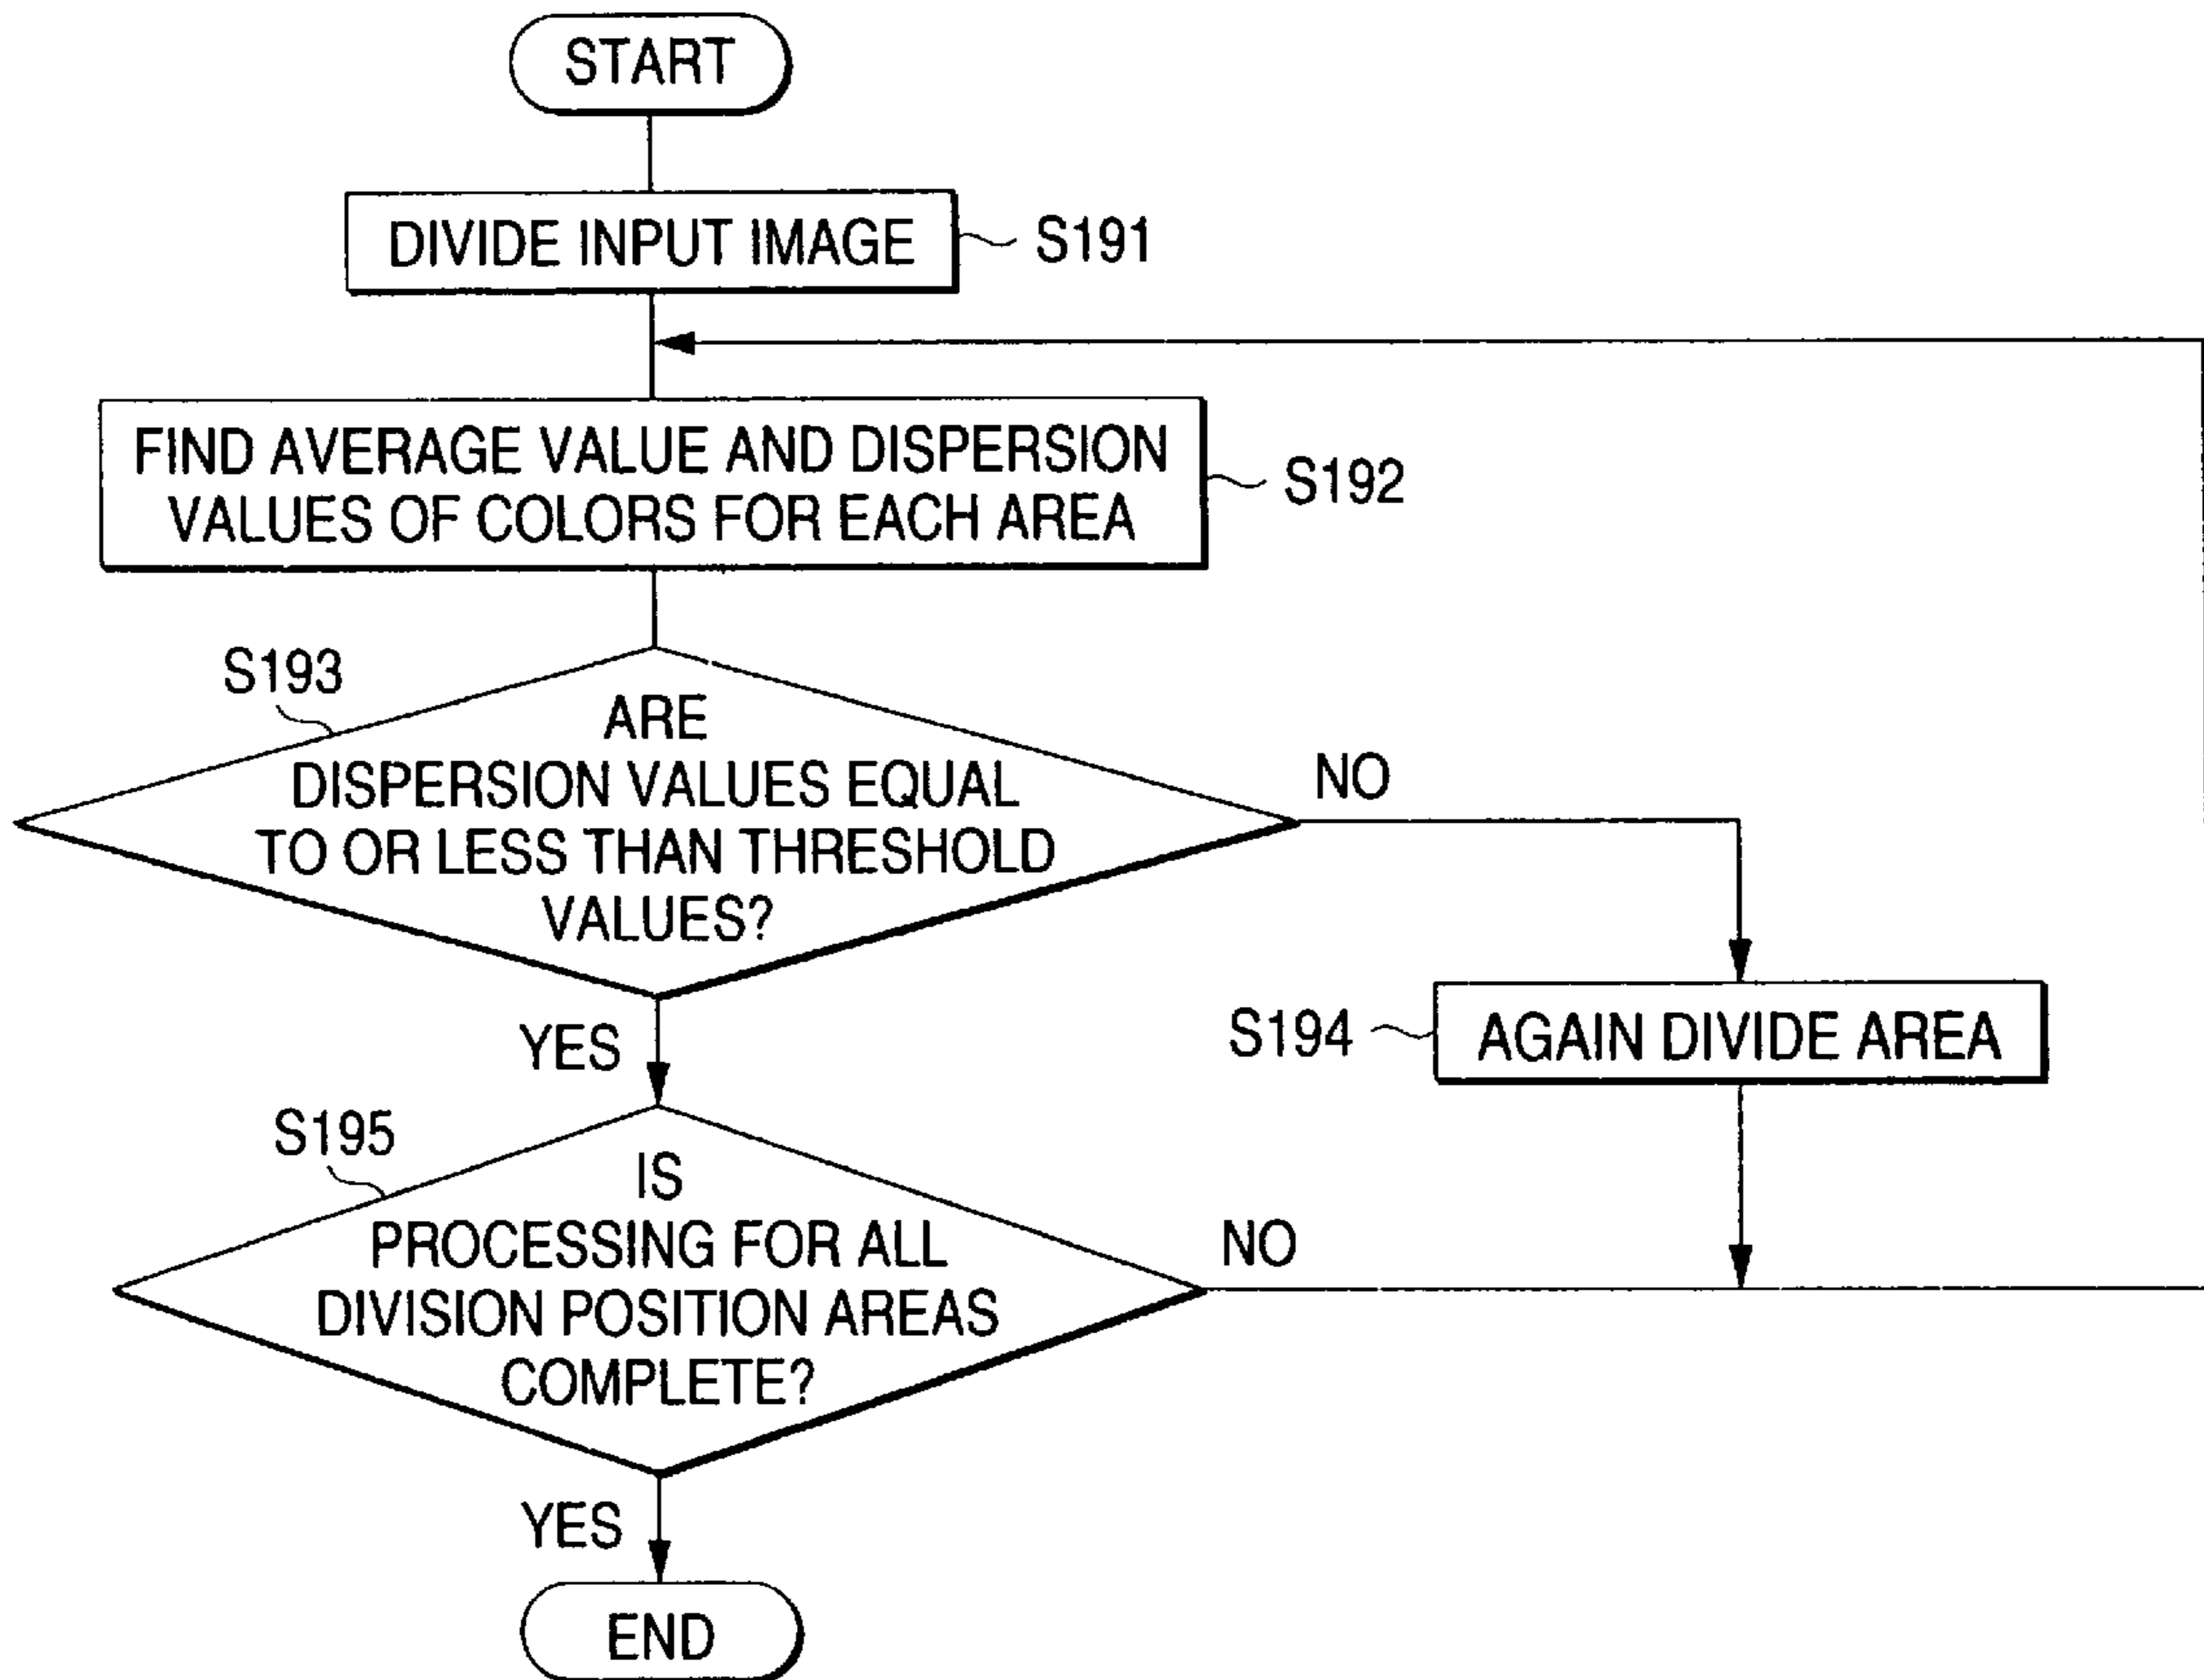 START
DIVIDE INPUT IMAGE
S191
FIND AVERAGE VALUE AND DISPERSION
VALUES OF COLORS FOR EACH AREA
S192
S193
ARE
DISPERSION VALUES EQUAL
TO OR LESS THAN THRESHOLD
VALUES?
NO
YES
S194
AGAIN DIVIDE AREA
S195
IS
PROCESSING FOR ALL
DIVISION POSITION AREAS
COMPLETE?
NO
YES
END